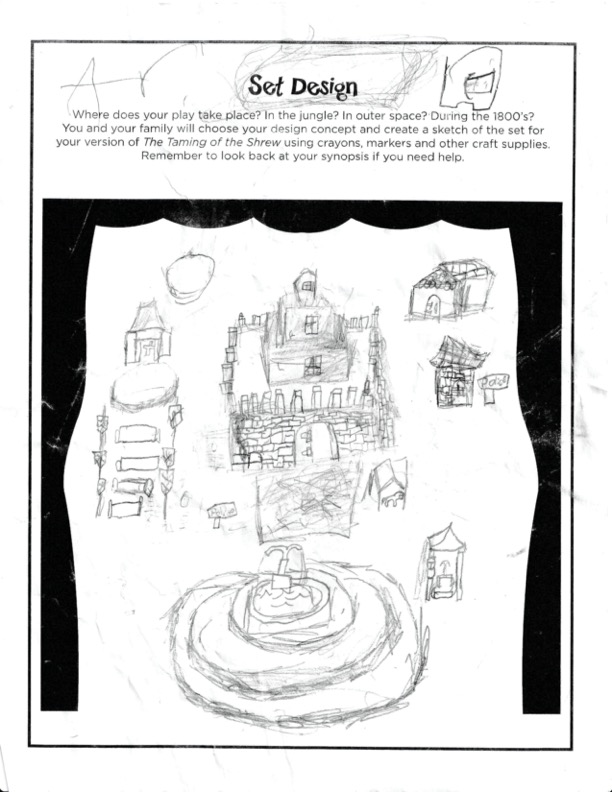 Set Design
Where does your play take place? In the jungle? In outer space? During the 1800's?
You and your family will choose your design concept and create a sketch of the set for
your version of The Taming of the Shrew using crayons, markers and other craft supplies.
Remember to look back at your synopsis if you need help.